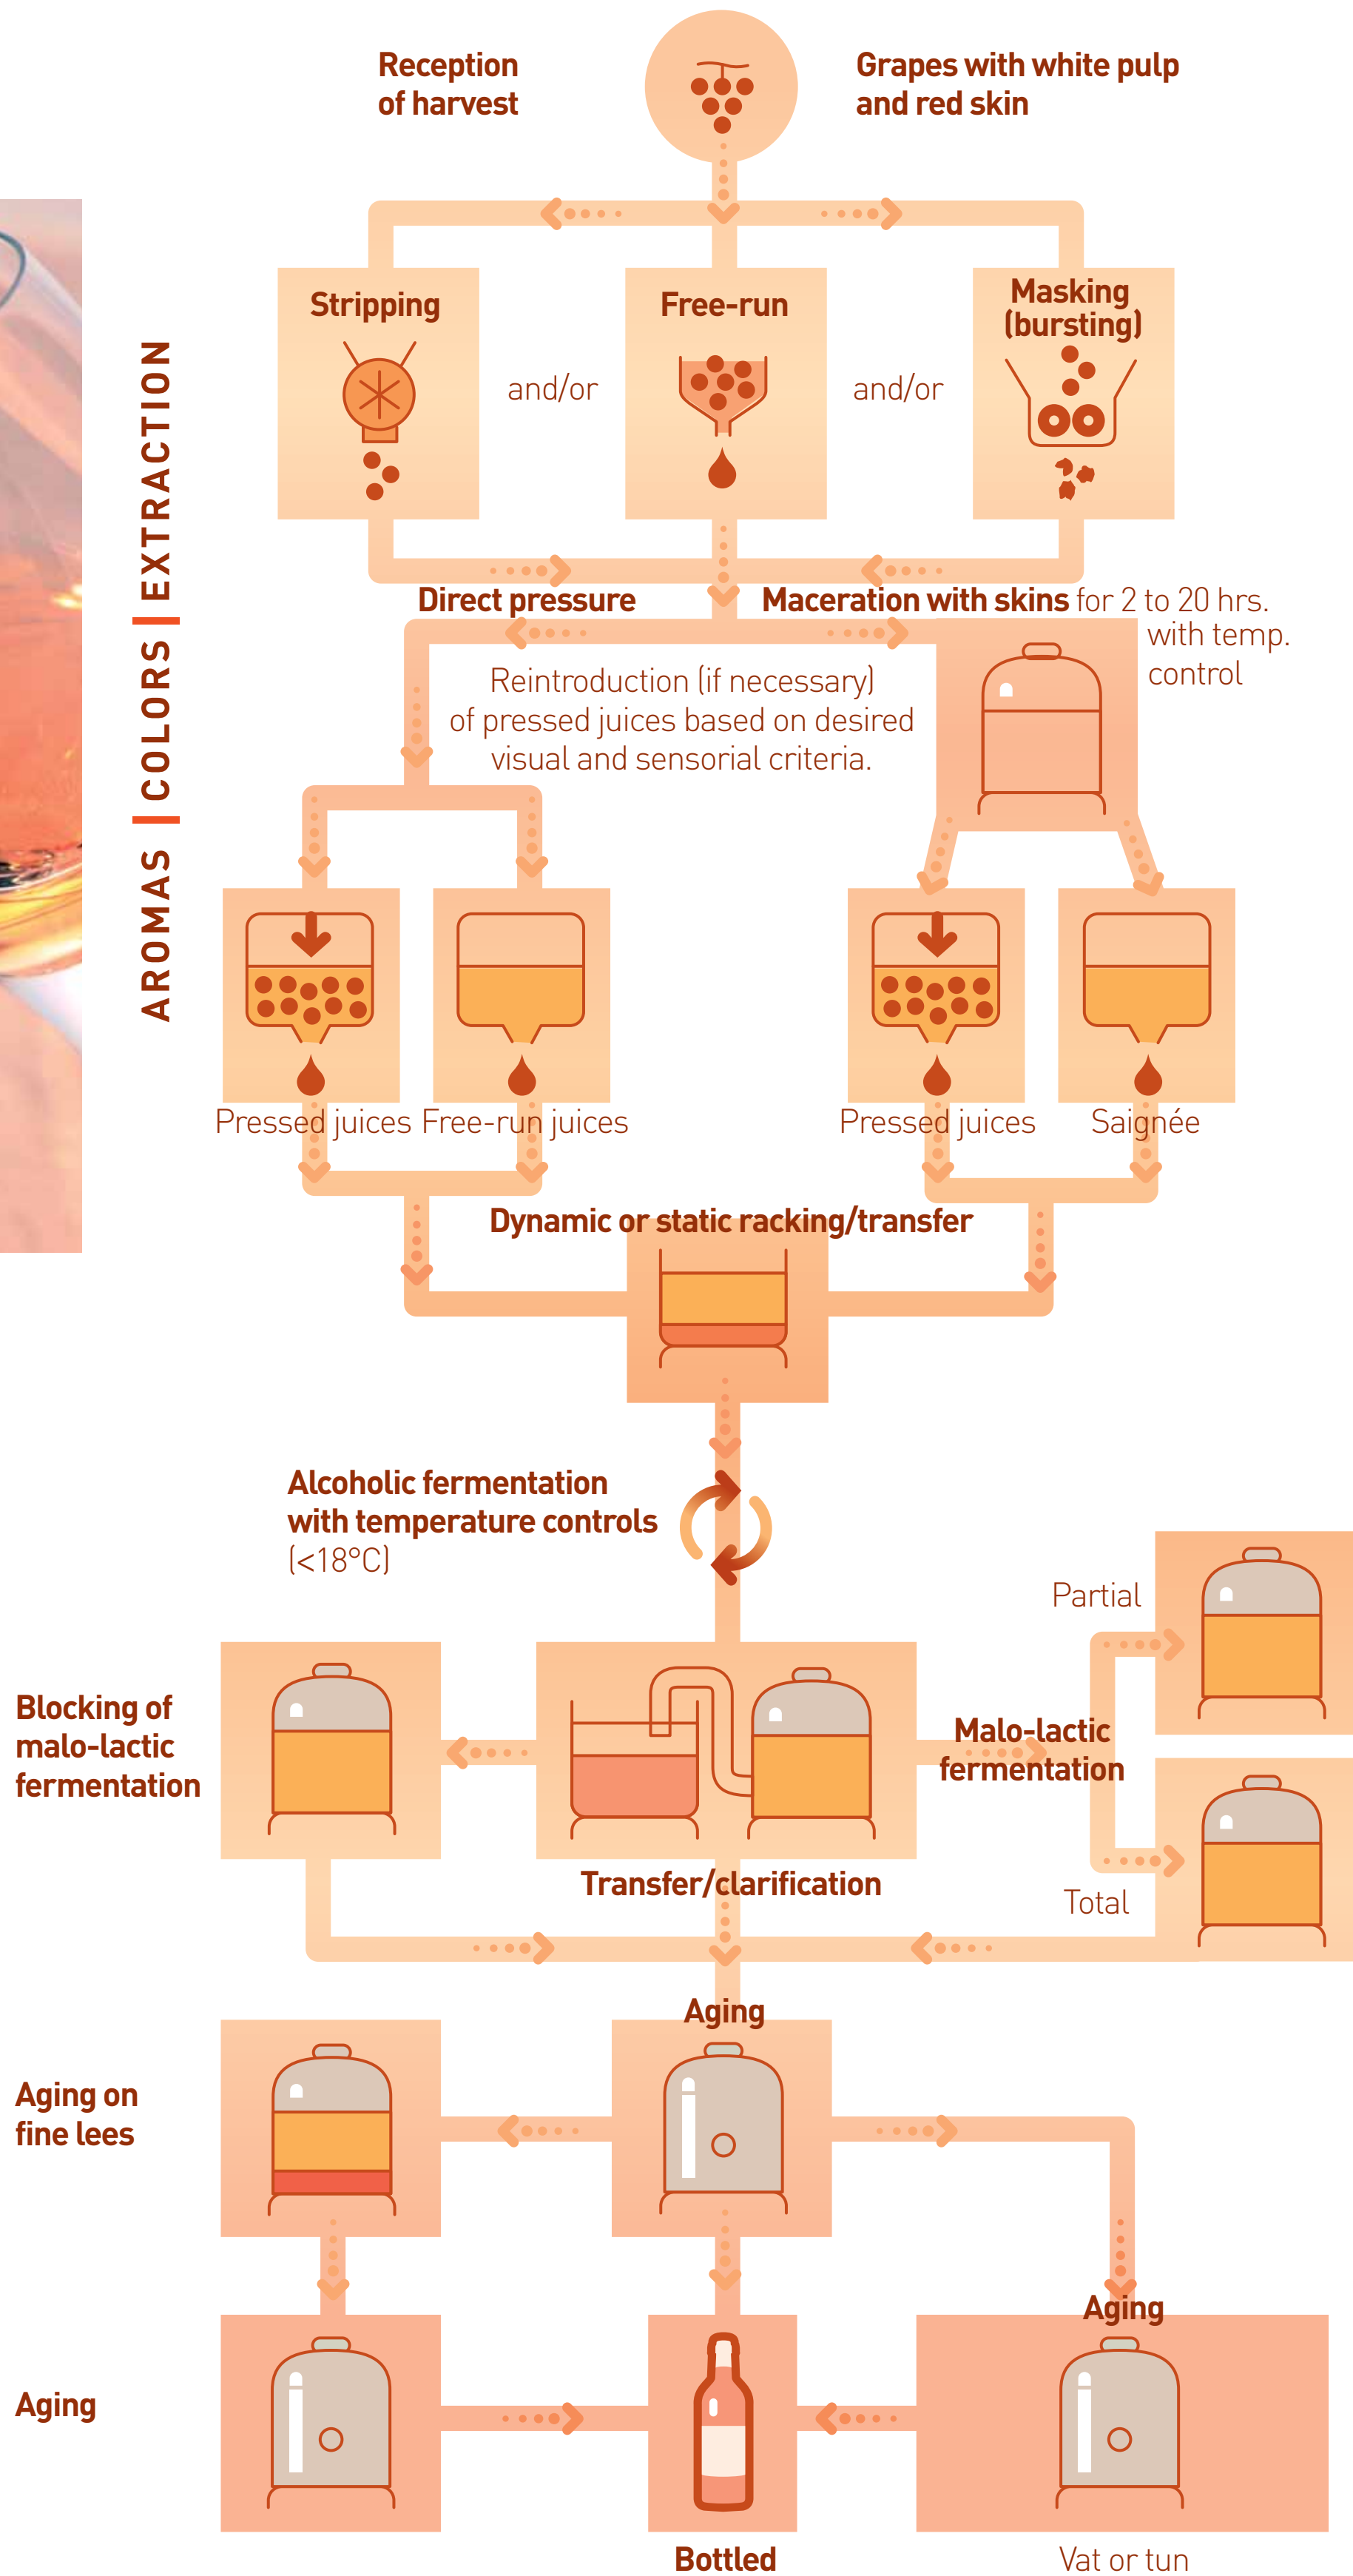 Reception
of harvest
Grapes with white pulp
and red skin
Stripping
and/or
Free-run
and/or
Masking
(bursting)
AROMAS | COLORS | EXTRACTION
Direct pressure
Maceration with skins for 2 to 20 hrs.
with temp.
control
Reintroduction (if necessary)
of pressed juices based on desired
visual and sensorial criteria.
Pressed juices
Free-run juices
Pressed juices
Saignée
Dynamic or static racking/transfer
Alcoholic fermentation
with temperature controls
(<18°C)
Partial
Blocking of
malo-lactic
fermentation
Malo-lactic
fermentation
Transfer/clarification
Total
Aging
Aging on
fine lees
Aging
Aging
Bottled
Vat or tun